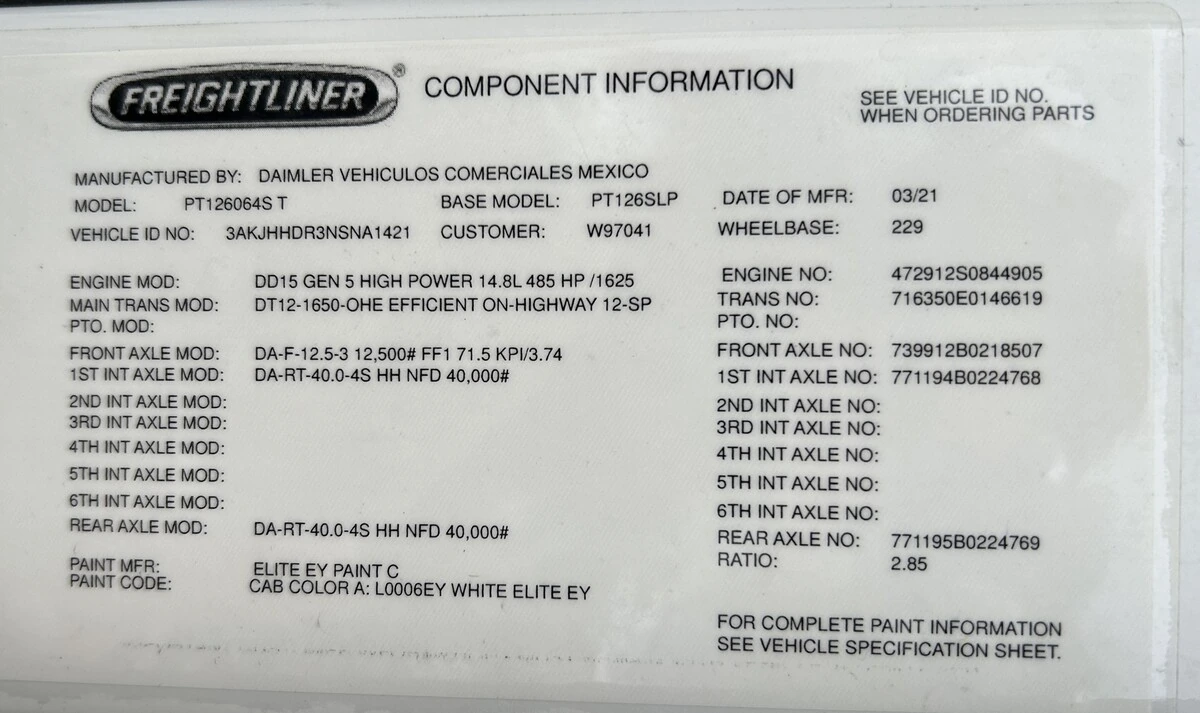 FREIGHTLINER® COMPONENT INFORMATION
SEE VEHICLE ID NO.
WHEN ORDERING PARTS
MANUFACTURED BY: DAIMLER VEHICULOS COMERCIALES MEXICO
MODEL: PT126064S T BASE MODEL: PT126SLP DATE OF MFR: 03/21
VEHICLE ID NO: 3AKJHHDR3NSNA1421 CUSTOMER: W97041 WHEELBASE: 229
ENGINE MOD: DD15 GEN 5 HIGH POWER 14.8L 485 HP /1625 ENGINE NO: 472912S0844905
MAIN TRANS MOD: DT12-1650-OHE EFFICIENT ON-HIGHWAY 12-SP TRANS NO: 716350E0146619
PTO. MOD: PTO. NO:
FRONT AXLE MOD: DA-F-12.5-3 12,500# FF1 71.5 KPI/3.74 FRONT AXLE NO: 739912B0218507
1ST INT AXLE MOD: DA-RT-40.0-4S HH NFD 40,000# 1ST INT AXLE NO: 771194B0224768
2ND INT AXLE MOD: 2ND INT AXLE NO:
3RD INT AXLE MOD: 3RD INT AXLE NO:
4TH INT AXLE MOD: 4TH INT AXLE NO:
5TH INT AXLE MOD: 5TH INT AXLE NO:
6TH INT AXLE MOD: 6TH INT AXLE NO:
REAR AXLE MOD: DA-RT-40.0-4S HH NFD 40,000# REAR AXLE NO: 771195B0224769
PAINT MFR: ELITE EY PAINT C RATIO: 2.85
PAINT CODE: CAB COLOR A: L0006EY WHITE ELITE EY
FOR COMPLETE PAINT INFORMATION
SEE VEHICLE SPECIFICATION SHEET.